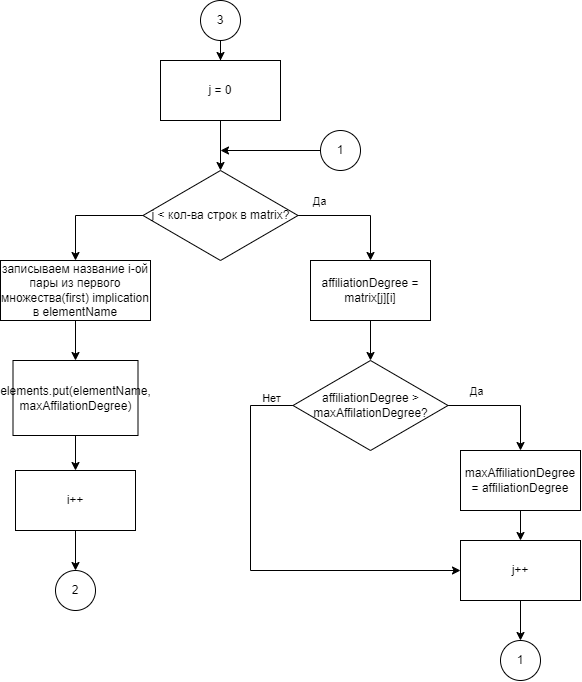 3
j = 0
1
j < кол-ва строк в matrix?
Да
записываем название i-ой
пары из первого
множества(first) implication
в elementName
affiliationDegree =
matrix[j][i]
elements.put(elementName,
maxAffilationDegree)
Нет
affiliationDegree >
maxAffilationDegree?
Да
maxAffiliationDegree
= affiliationDegree
i++
j++
2
1